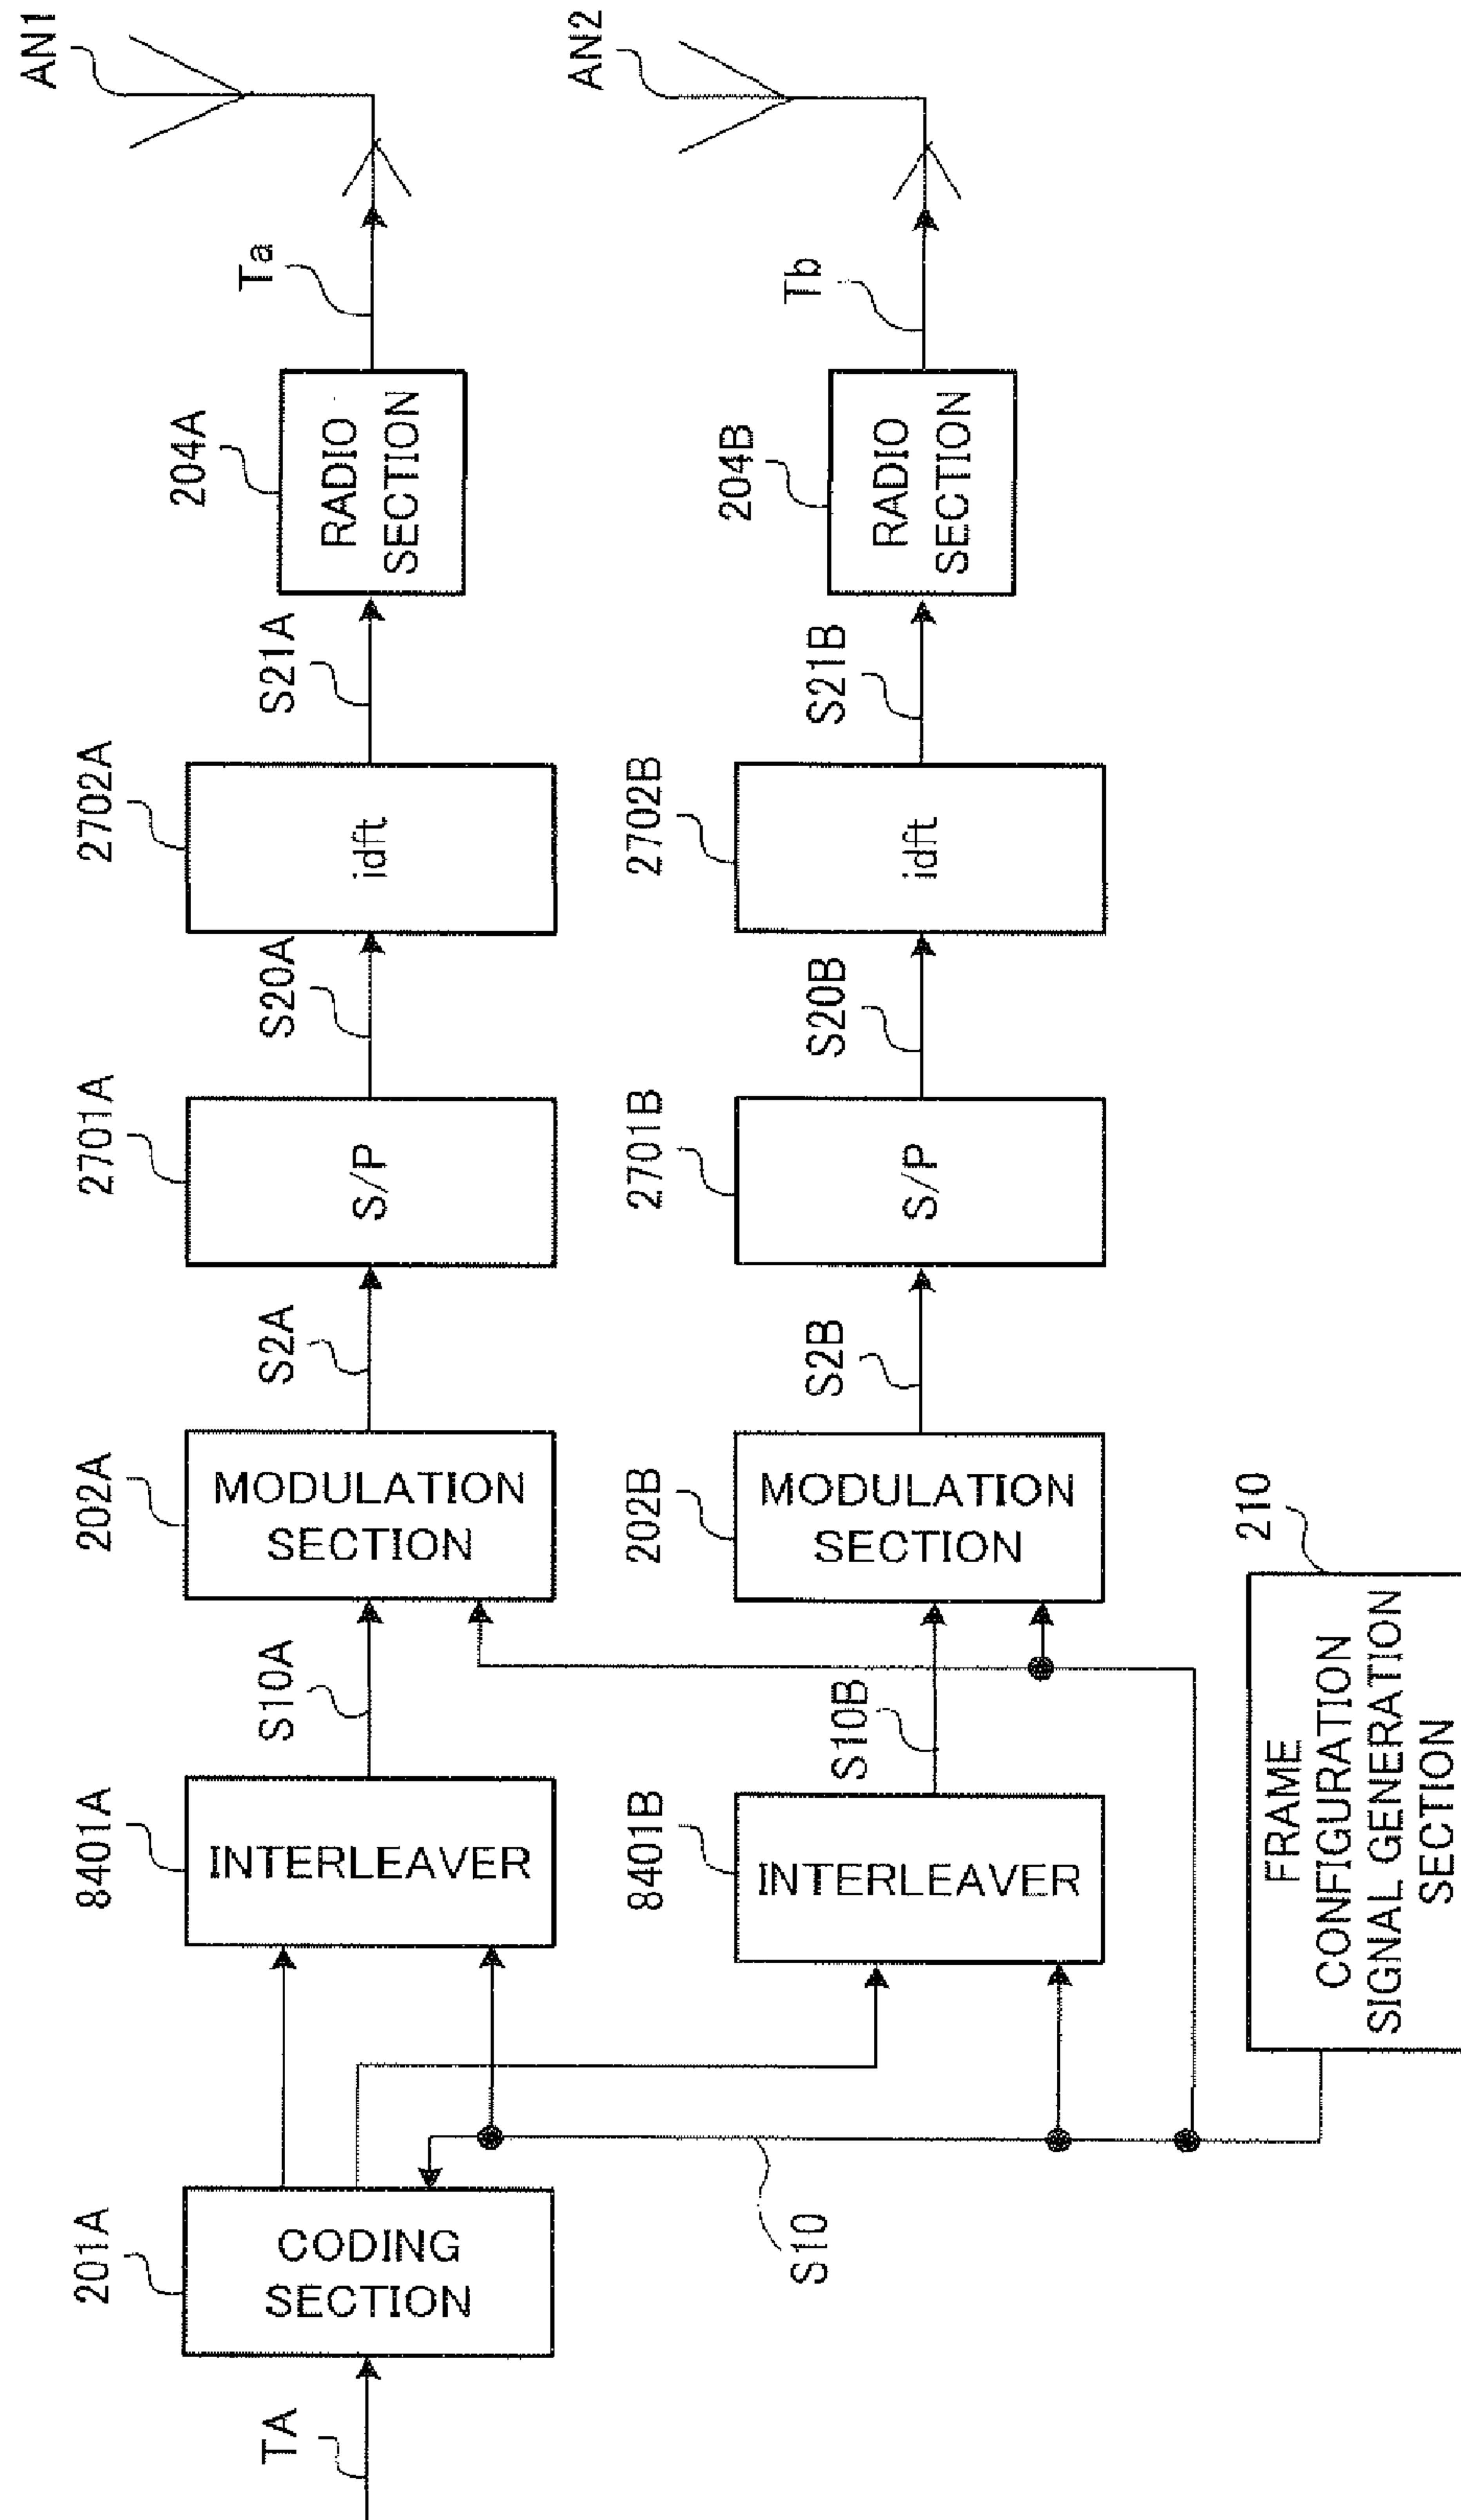 TA
201A
CODING
SECTION
8401A
INTERLEAVER
S10A
202A
MODULATION
SECTION
S2A
2701A
S/P
S20A
2702A
idft
S21A
204A
RADIO
SECTION
Ta
AN1
8401B
INTERLEAVER
S10B
202B
MODULATION
SECTION
S2B
2701B
S/P
S20B
2702B
idft
S21B
204B
RADIO
SECTION
Tb
AN2
S10
210
FRAME
CONFIGURATION
SIGNAL GENERATION
SECTION